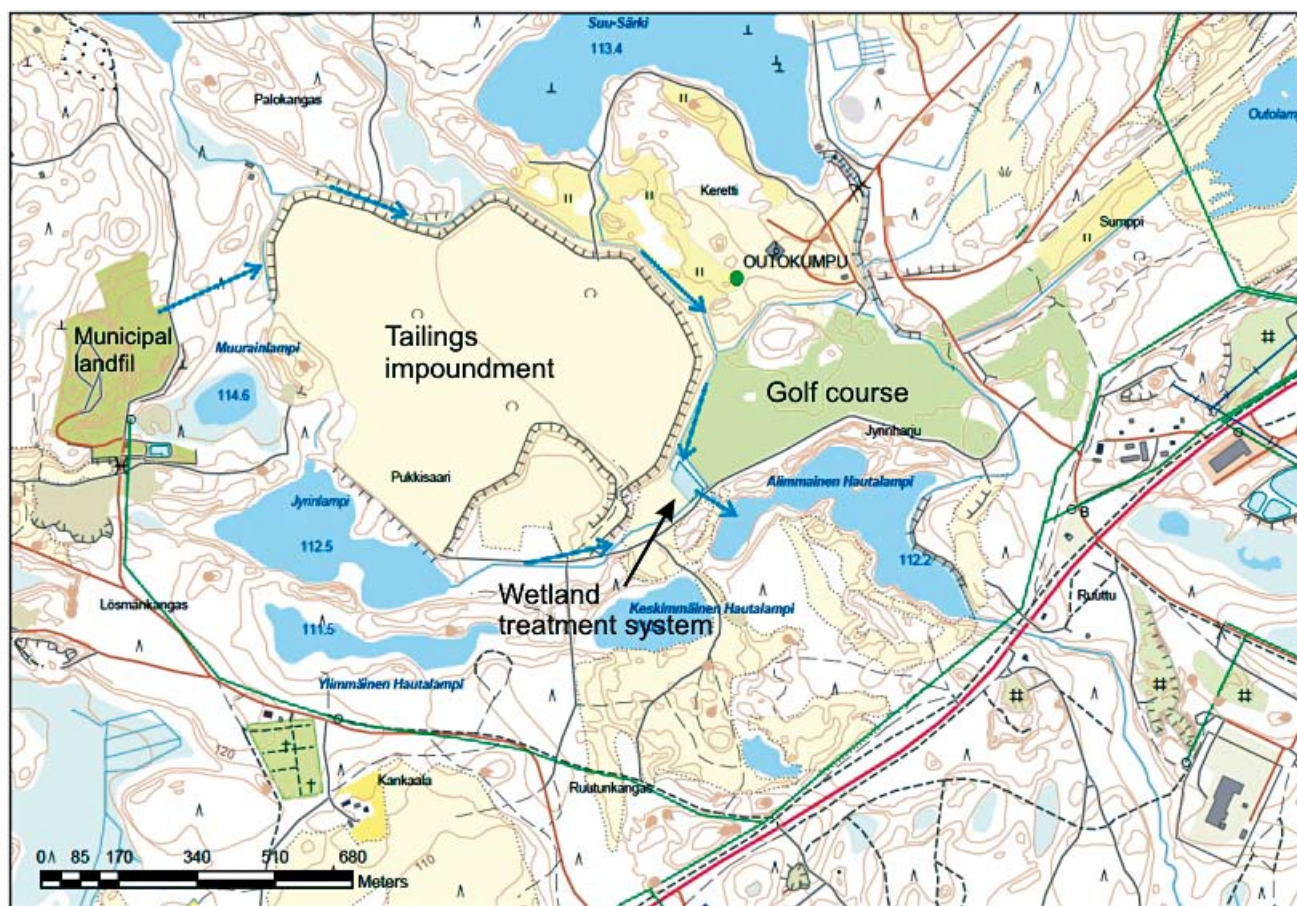 Suu-Särki
113.4
Palokangas
Outolamp
Keretti
Sumppi
OUTOKUMPU
Municipal
landfil
Muurainlampi
114.6
Tailings
impoundment
Golf course
Jyrinharju
Pukkisaari
Jyrinlampi
112.5
Alimmainen Hautalampi
B
112.2
Wetland
treatment system
Keskimmäinen Hautalampi
Lösmänkangas
111.5
Ruuttu
Ylimmäinen Hautalampi
120
Kankaala
Ruutunkangas
110
0 85 170 340 510 680
Meters